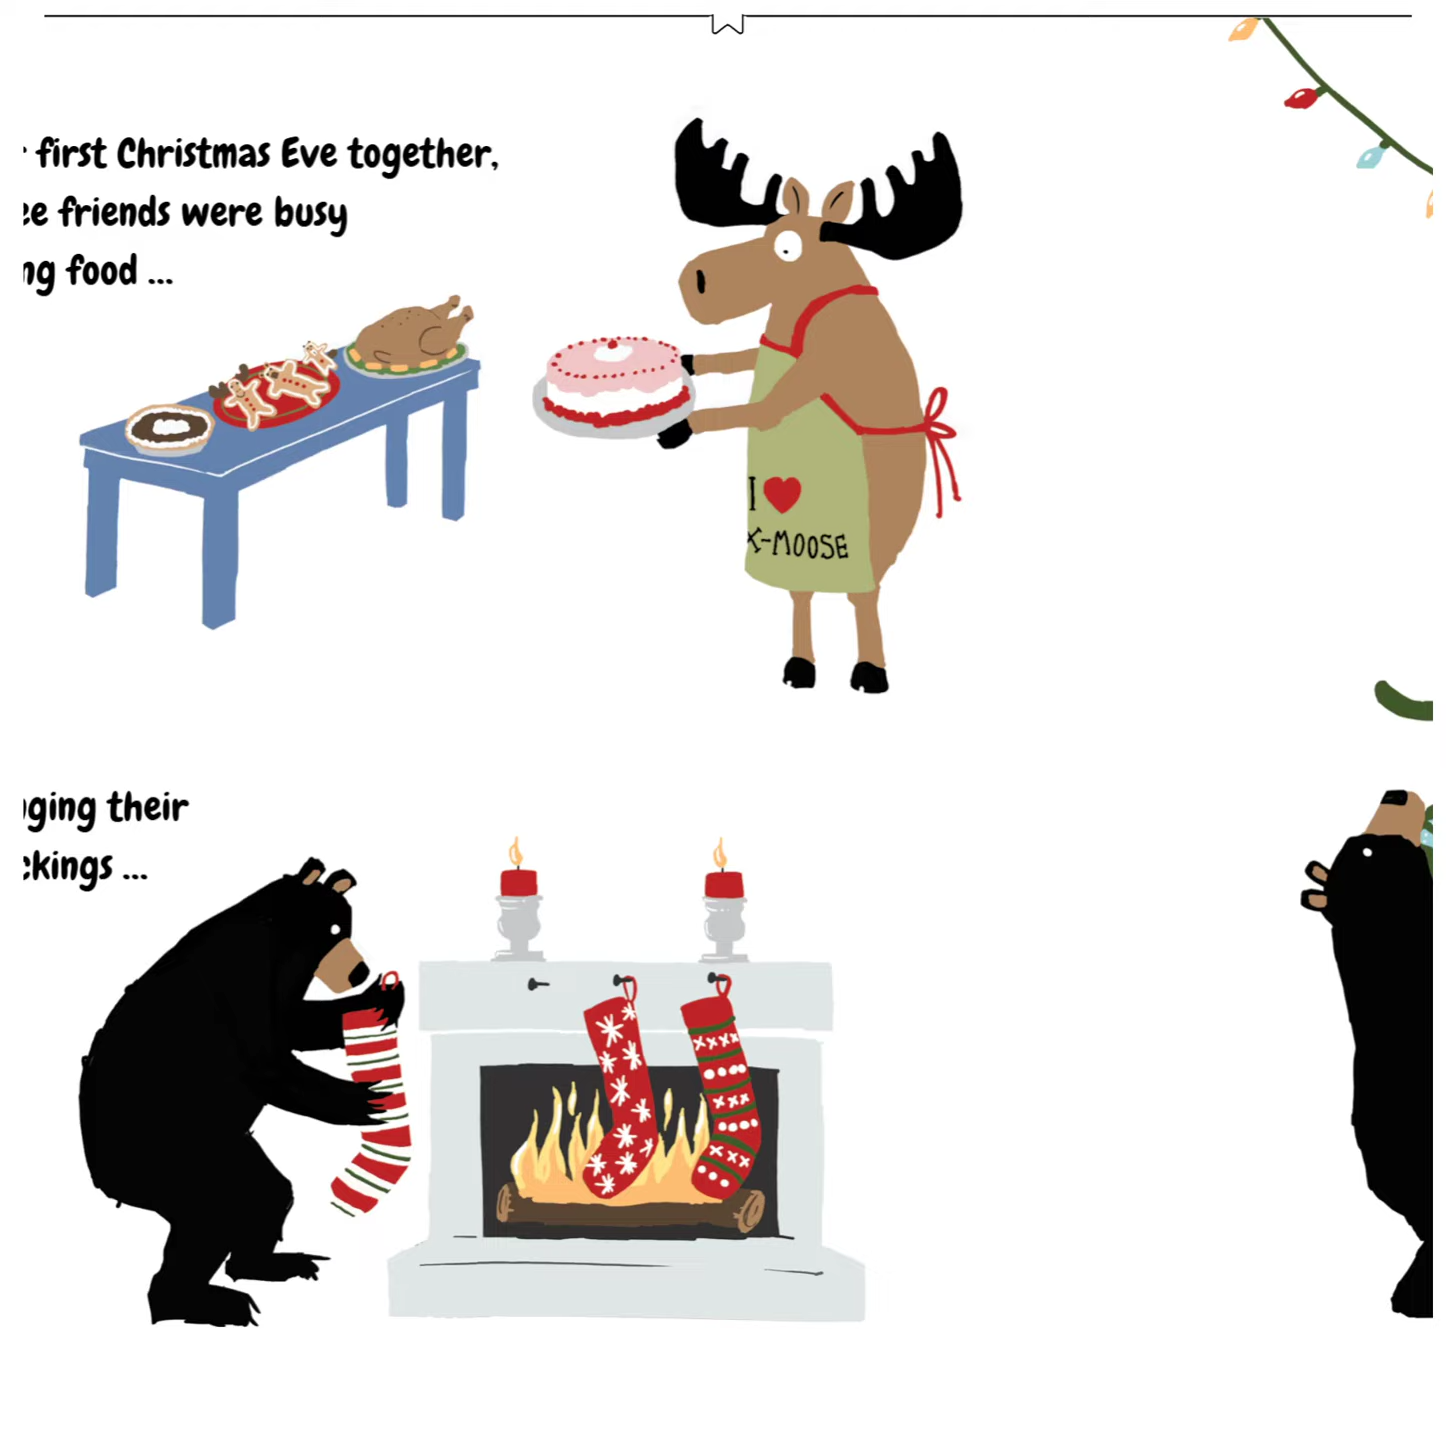 first Christmas Eve together,
friends were busy
food ...
I
X-MOOSE
their
...